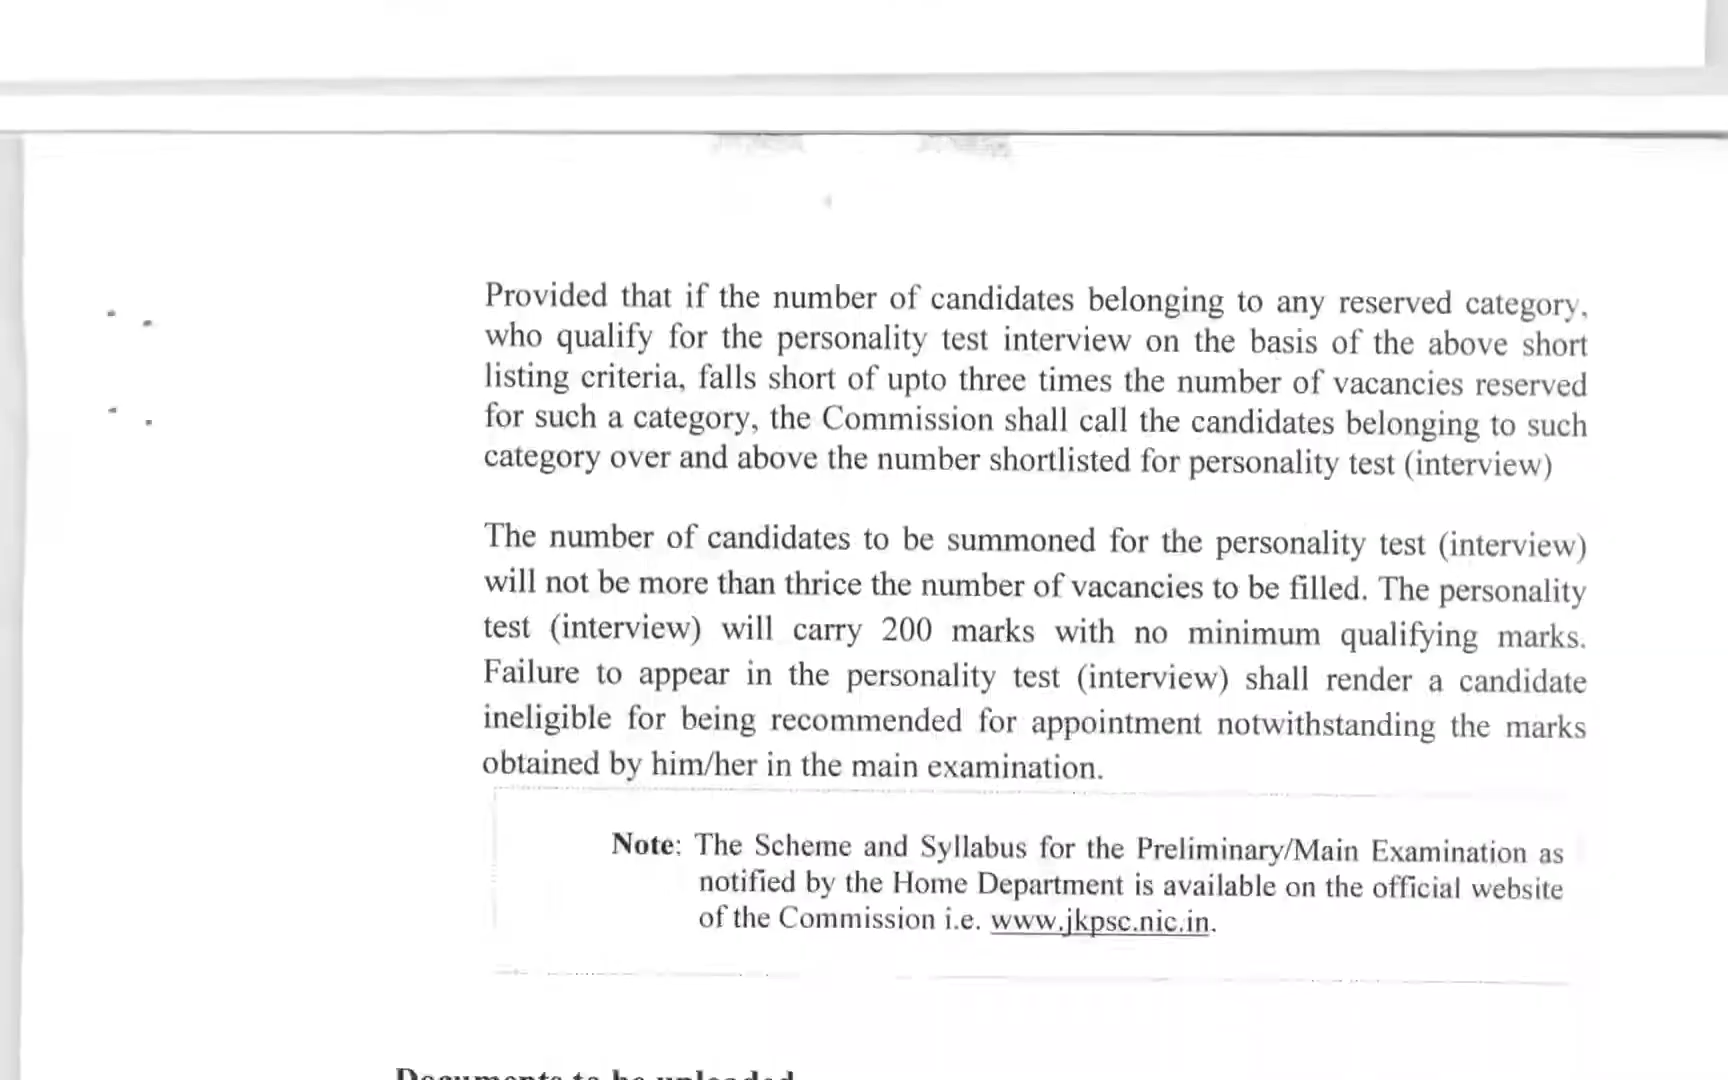 Provided that if the number of candidates belonging to any reserved category,
who qualify for the personality test interview on the basis of the above short
listing criteria, falls short of upto three times the number of vacancies reserved
for such a category, the Commission shall call the candidates belonging to such
category over and above the number shortlisted for personality test (interview)
The number of candidates to be summoned for the personality test (interview)
will not be more than thrice the number of vacancies to be filled. The personality
test (interview) will carry 200 marks with no minimum qualifying marks.
Failure to appear in the personality test (interview) shall render a candidate
ineligible for being recommended for appointment notwithstanding the marks
obtained by him/her in the main examination.
Note: The Scheme and Syllabus for the Preliminary/Main Examination as
notified by the Home Department is available on the official website
of the Commission i.e. www.jkpsc.nic.in.
Documents to be uploaded